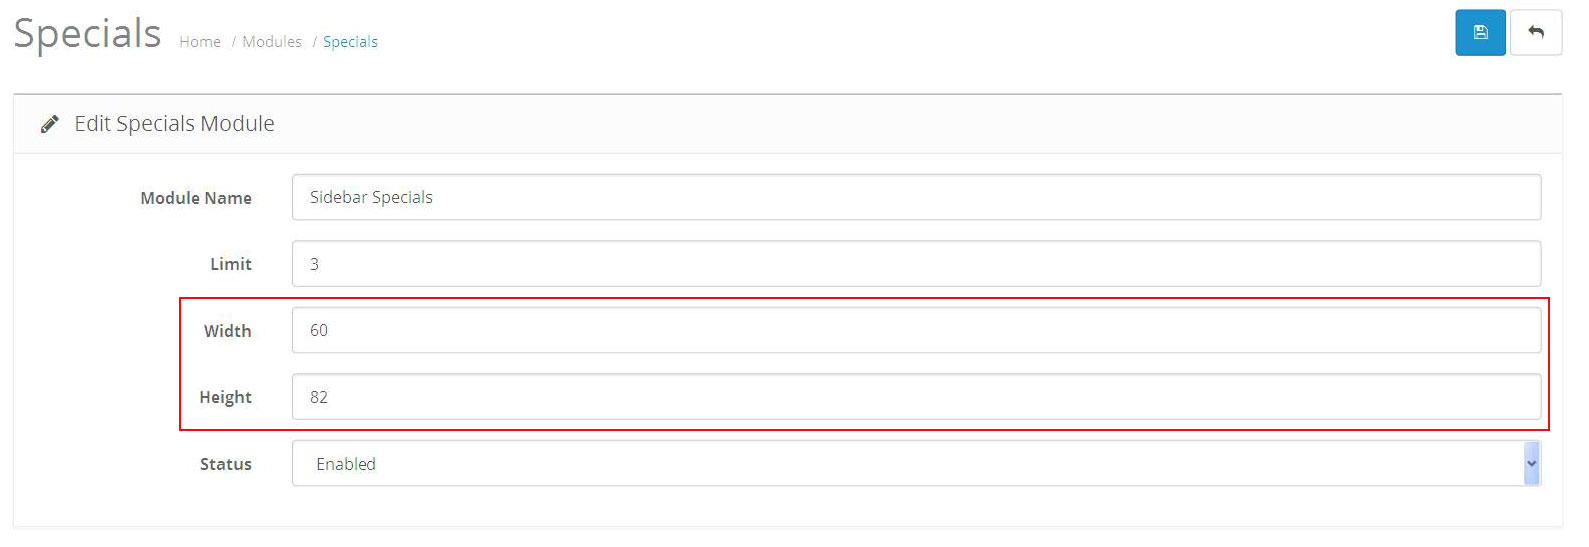 Specials Home / Modules / Specials
Edit Specials Module
Module Name Sidebar Specials
Limit 3
Width 60
Height 82
Status Enabled